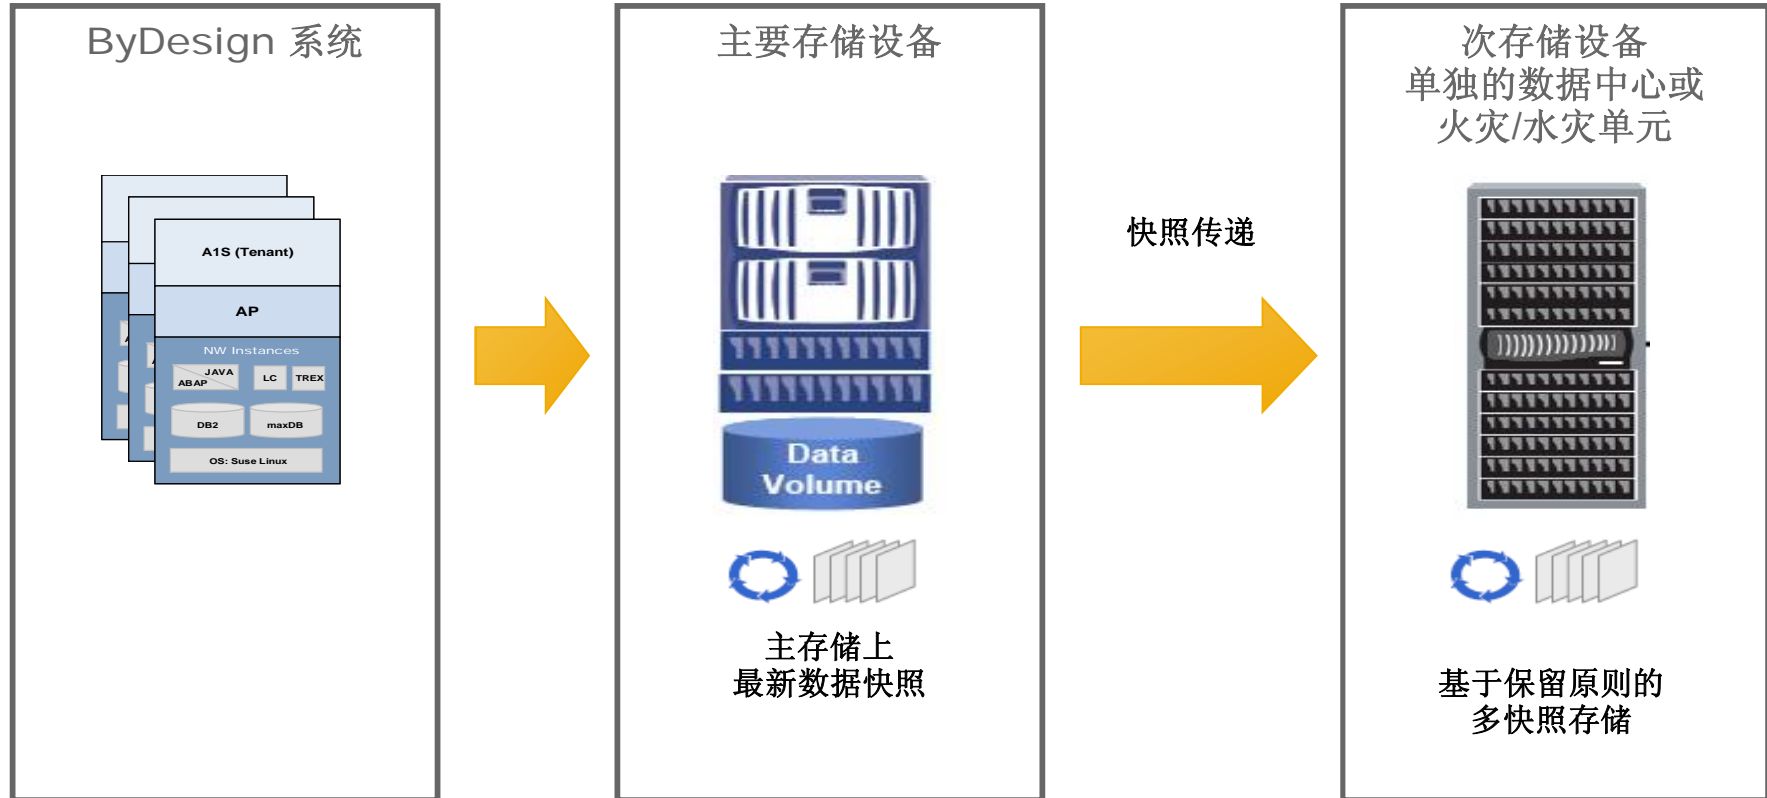 ByDesign 系统
A1S (Tenant)
AP
NW Instances
JAVA
ABAP
LC
TREX
DB2
maxDB
OS: Suse Linux
主要存储设备
Data
Volume
主存储上
最新数据快照
快照传递
次存储设备
单独的数据中心或
火灾/水灾单元
基于保留原则的
多快照存储